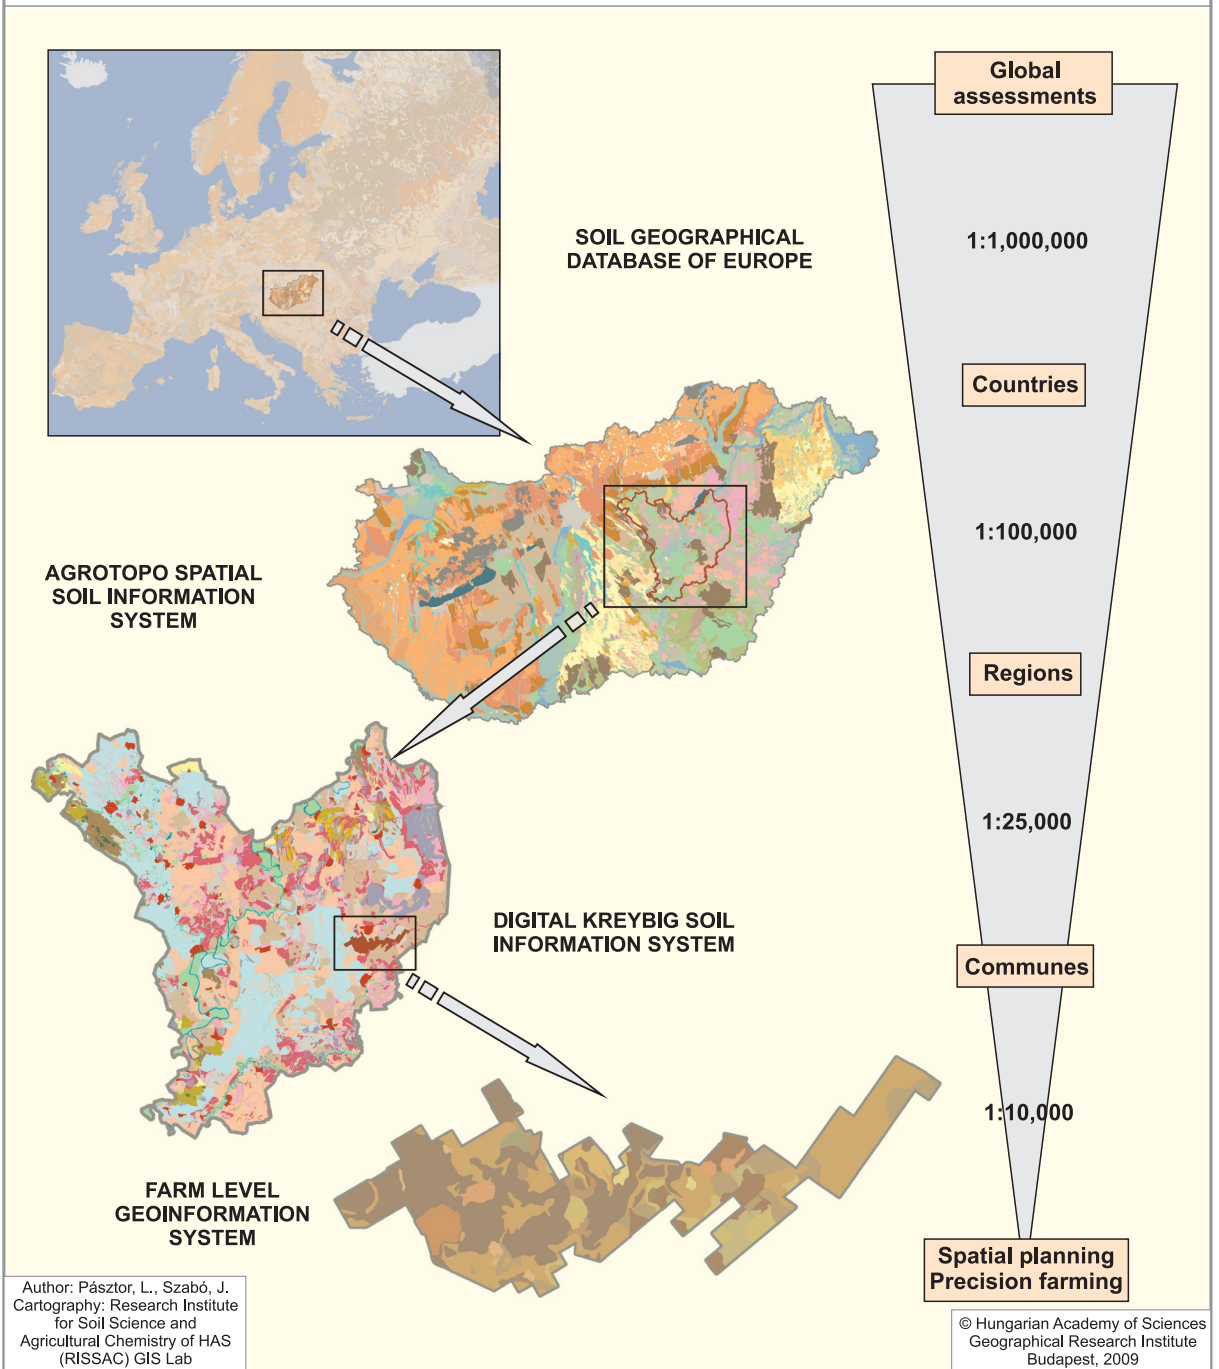 Global
assessments
SOIL GEOGRAPHICAL
DATABASE OF EUROPE
1:1,000,000
Countries
1:100,000
AGROTOPO SPATIAL
SOIL INFORMATION
SYSTEM
Regions
1:25,000
DIGITAL KREYBIG SOIL
INFORMATION SYSTEM
Communes
1:10,000
FARM LEVEL
GEOINFORMATION
SYSTEM
Spatial planning
Precision farming
Author: Pásztor, L., Szabó, J.
Cartography: Research Institute
for Soil Science and
Agricultural Chemistry of HAS
(RISSAC) GIS Lab
© Hungarian Academy of Sciences
Geographical Research Institute
Budapest, 2009